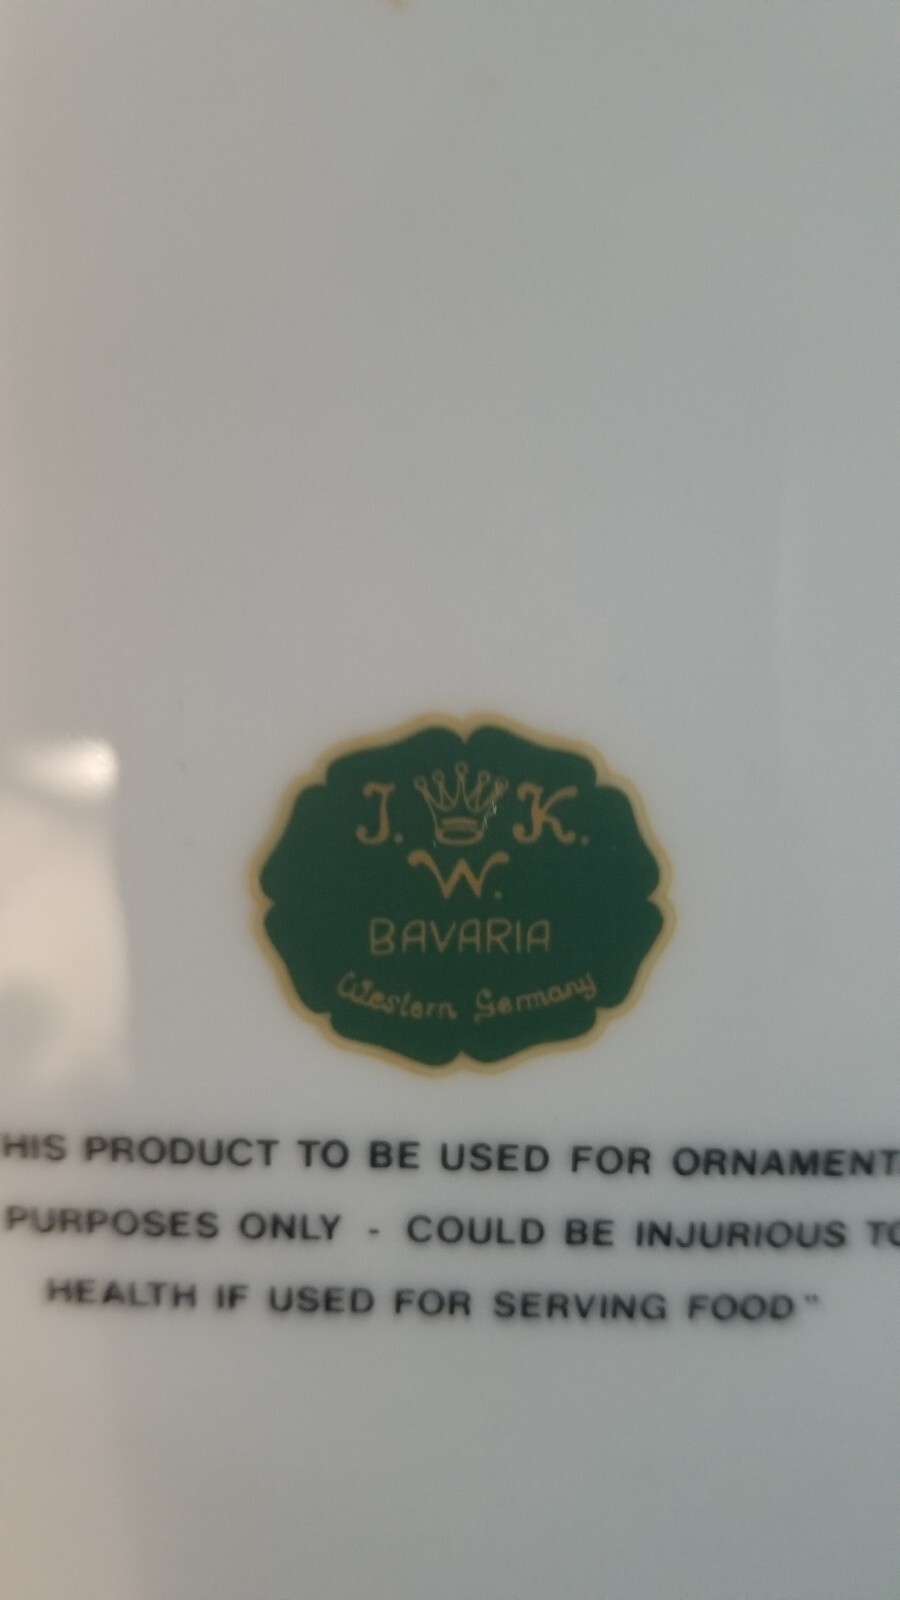 J. K.
W.
BAVARIA
Western Germany
HIS PRODUCT TO BE USED FOR ORNAMENT
PURPOSES ONLY - COULD BE INJURIOUS TO
HEALTH IF USED FOR SERVING FOOD"